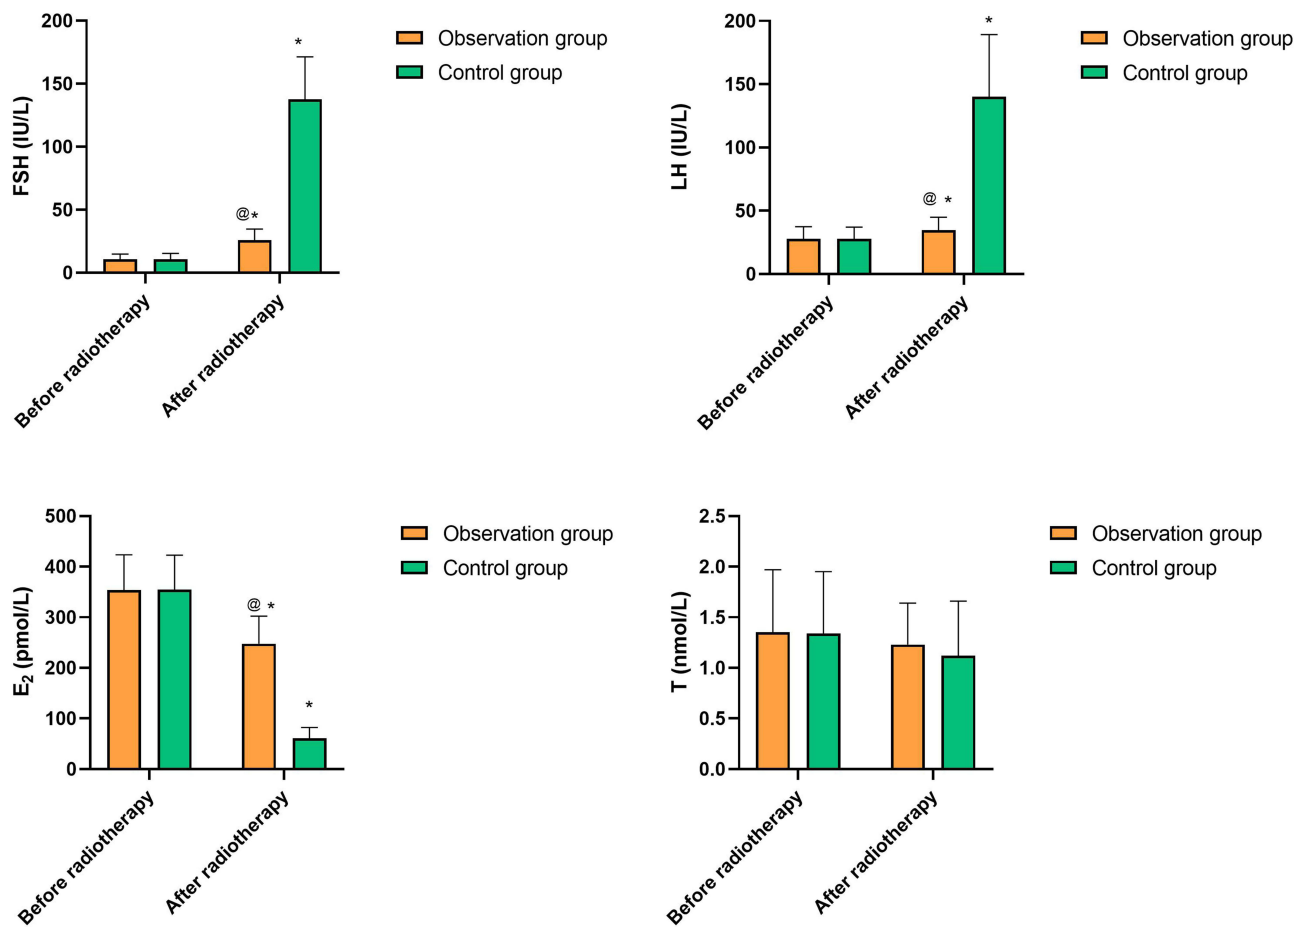 200
150
100
50
0
FSH (IU/L)
@*
*
Before radiotherapy
After radiotherapy
Observation group
Control group
200
150
100
50
0
LH (IU/L)
@ *
*
Before radiotherapy
After radiotherapy
Observation group
Control group
500
400
300
200
100
0
E2 (pmol/L)
@ *
*
Before radiotherapy
After radiotherapy
Observation group
Control group
2.5
2.0
1.5
1.0
0.5
0.0
T (nmol/L)
Before radiotherapy
After radiotherapy
Observation group
Control group